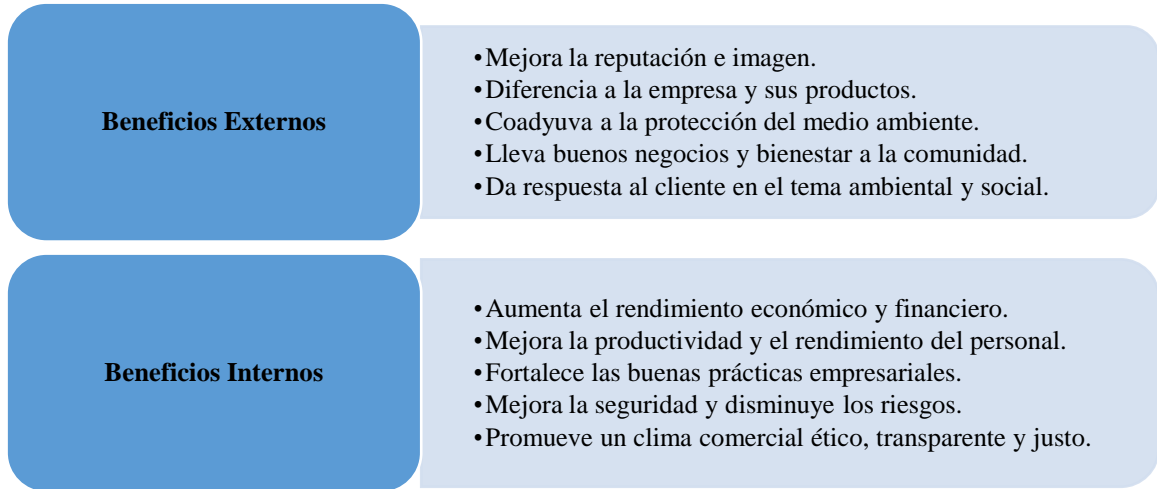 Beneficios Externos
•Mejora la reputación e imagen.
•Diferencia a la empresa y sus productos.
•Coadyuva a la protección del medio ambiente.
•Lleva buenos negocios y bienestar a la comunidad.
•Da respuesta al cliente en el tema ambiental y social.
Beneficios Internos
•Aumenta el rendimiento económico y financiero.
•Mejora la productividad y el rendimiento del personal.
•Fortalece las buenas prácticas empresariales.
•Mejora la seguridad y disminuye los riesgos.
•Promueve un clima comercial ético, transparente y justo.